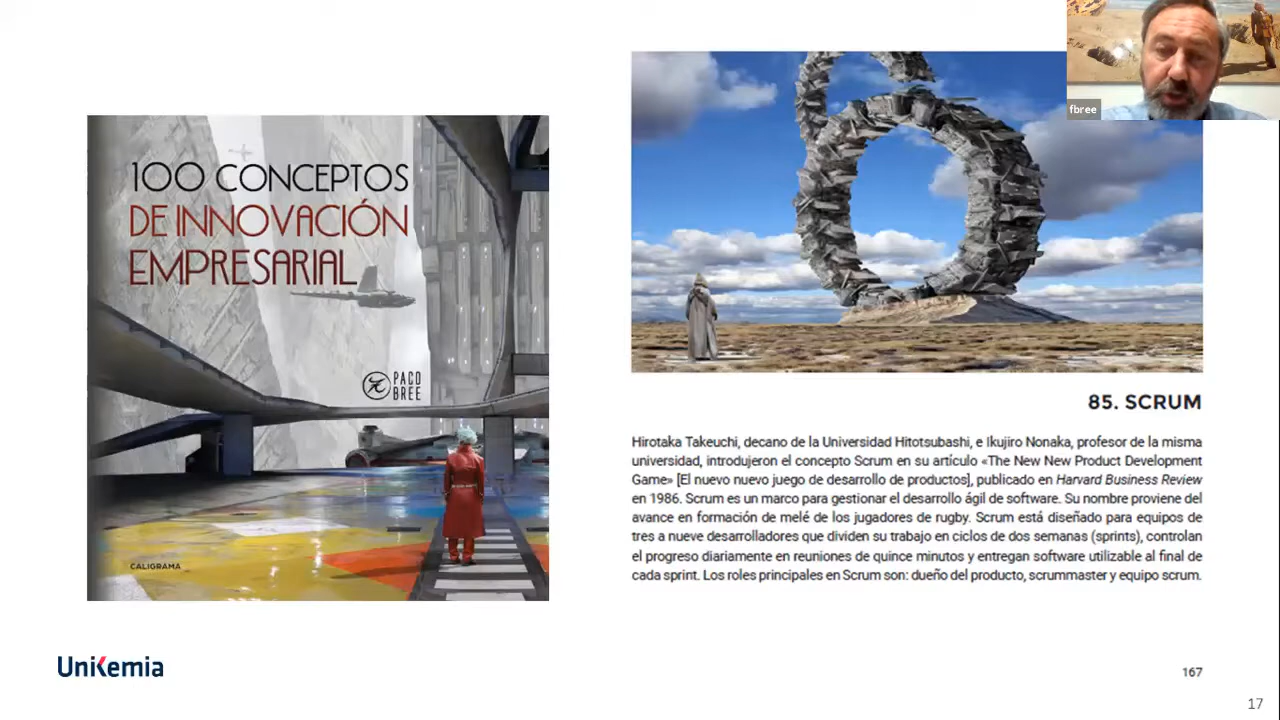 fbree
100 CONCEPTOS
DE INNOVACIÓN
EMPRESARIAL
PACO
BREE
CALIGRAMA
85. SCRUM
Hirotaka Takeuchi, decano de la Universidad Hitotsubashi, e Ikujiro Nonaka, profesor de la misma
universidad, introdujeron el concepto Scrum en su artículo «The New New Product Development
Game» [El nuevo nuevo juego de desarrollo de productos], publicado en Harvard Business Review
en 1986. Scrum es un marco para gestionar el desarrollo ágil de software. Su nombre proviene del
avance en formación de melé de los jugadores de rugby. Scrum está diseñado para equipos de
tres a nueve desarrolladores que dividen su trabajo en ciclos de dos semanas (sprints), controlan
el progreso diariamente en reuniones de quince minutos y entregan software utilizable al final de
cada sprint. Los roles principales en Scrum son: dueño del producto, scrummaster y equipo scrum.
UniKemia
167
17